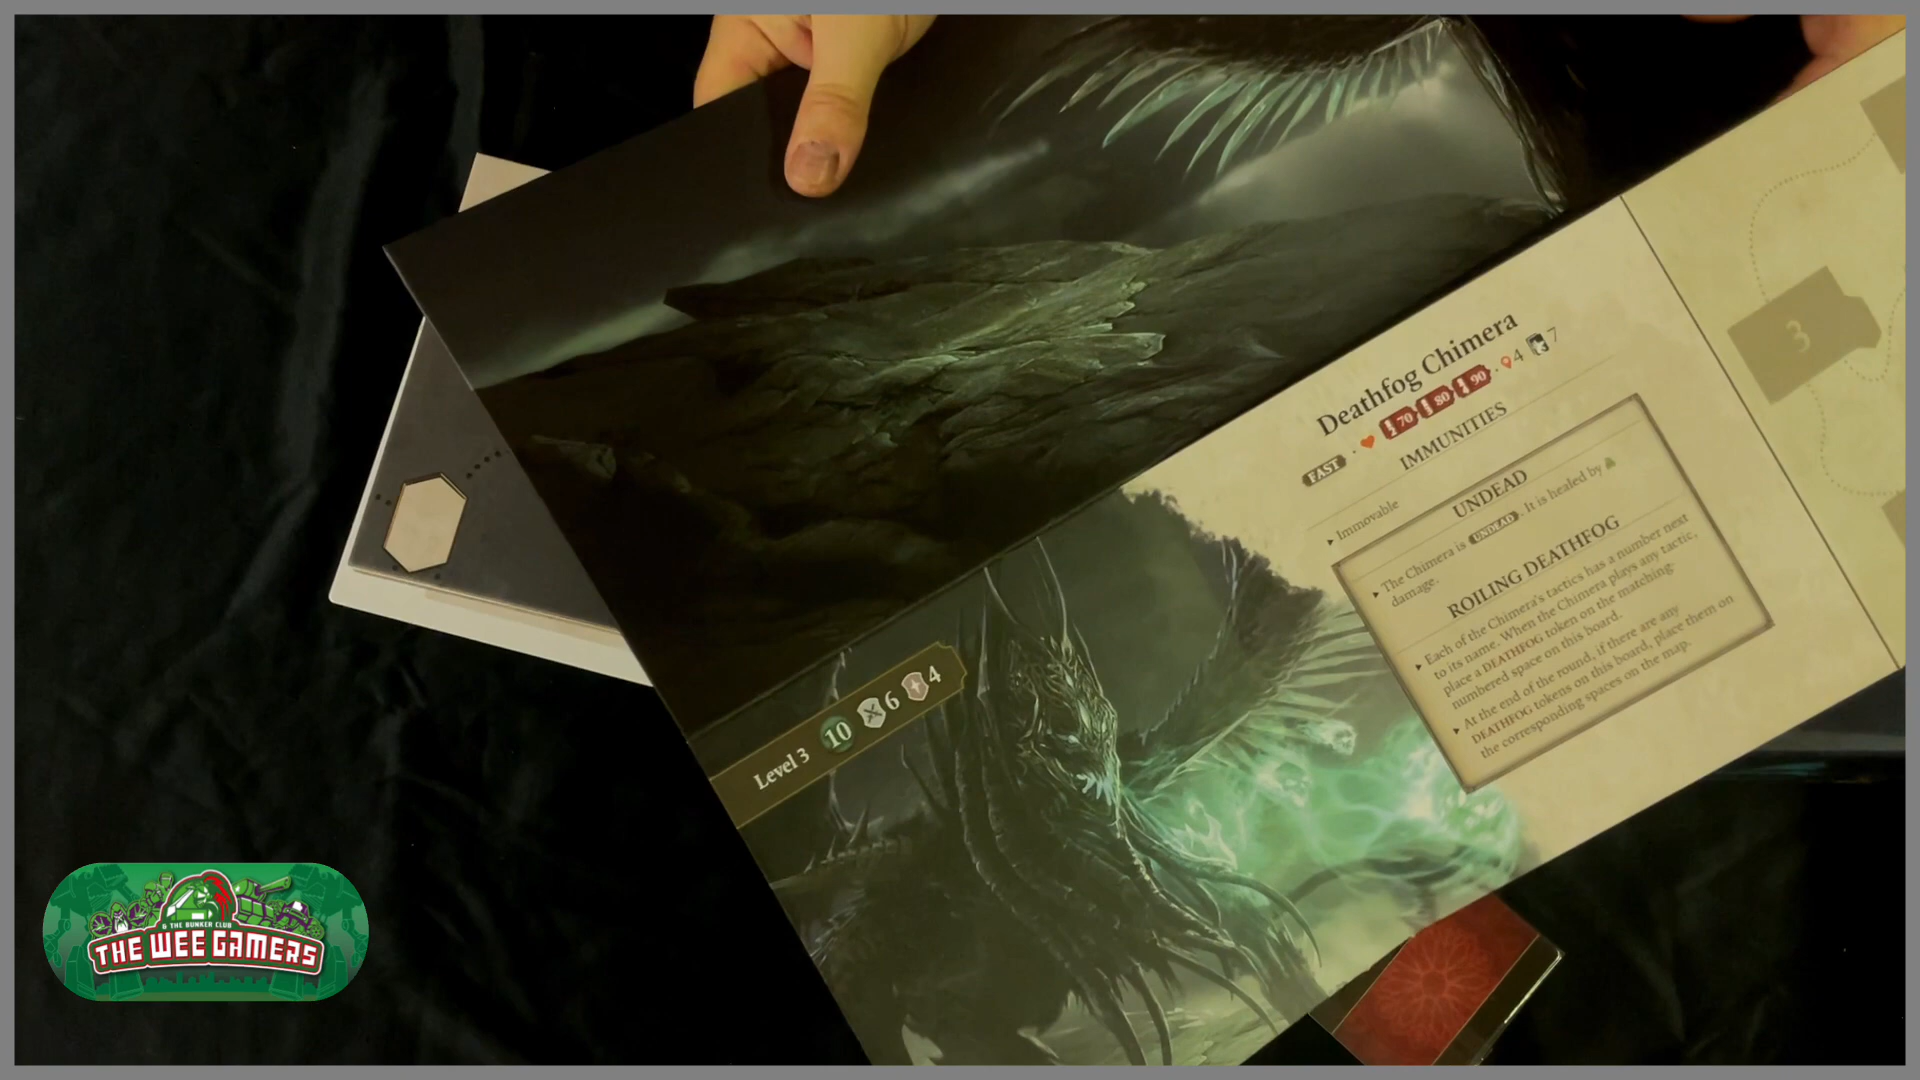 Deathfog Chimera
FAST · 70 80 90 · 4 7
IMMUNITIES
Immovable
UNDEAD
The Chimera is UNDEAD. It is healed by
damage.
ROILING DEATHFOG
Each of the Chimera's tactics has a number next
to its name. When the Chimera plays any tactic,
place a DEATHFOG token on the matching
numbered space on this board.
At the end of the round, if there are any
DEATHFOG tokens on this board, place them on
the corresponding spaces on the map.
3
Level 3 10 6 4
& THE BUNKER CLUB
THE WEE GAMERS